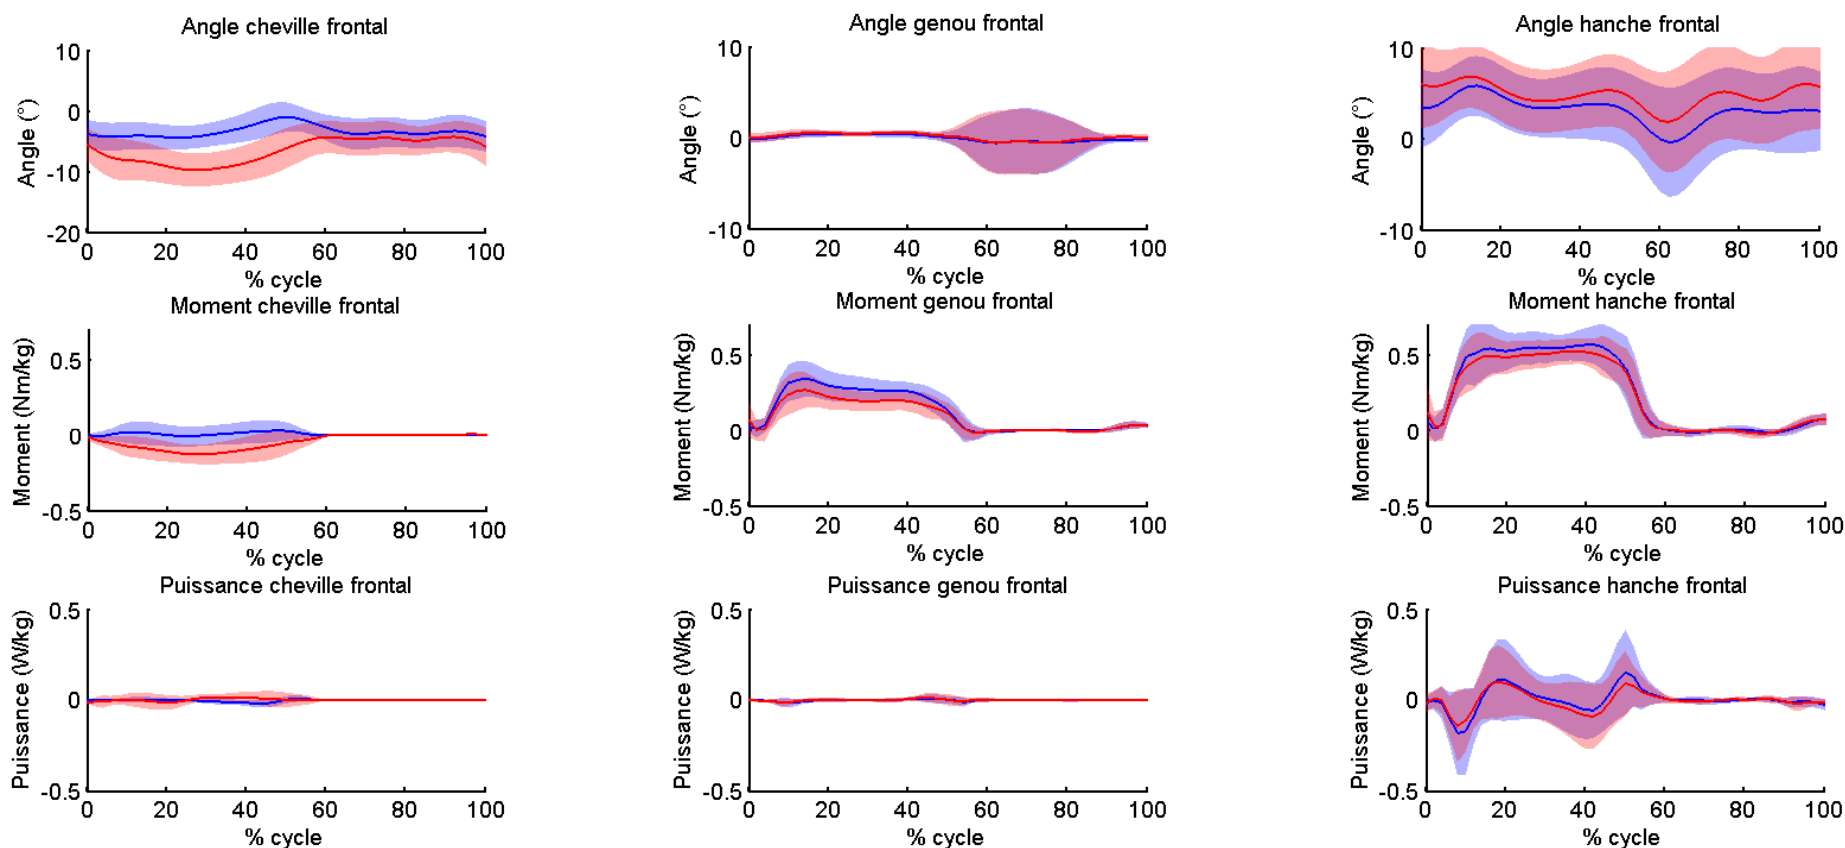 Angle cheville frontal
Angle genou frontal
Angle hanche frontal
Angle (°)
10
0
-10
-20
0 20 40 60 80 100
% cycle
Angle (°)
10
0
-10
0 20 40 60 80 100
% cycle
Angle (°)
10
0
-10
0 20 40 60 80 100
% cycle
Moment cheville frontal
Moment genou frontal
Moment hanche frontal
Moment (Nm/kg)
0.5
0
-0.5
0 20 40 60 80 100
% cycle
Moment (Nm/kg)
0.5
0
-0.5
0 20 40 60 80 100
% cycle
Moment (Nm/kg)
0.5
0
-0.5
0 20 40 60 80 100
% cycle
Puissance cheville frontal
Puissance genou frontal
Puissance hanche frontal
Puissance (W/kg)
0.5
0
-0.5
0 20 40 60 80 100
% cycle
Puissance (W/kg)
0.5
0
-0.5
0 20 40 60 80 100
% cycle
Puissance (W/kg)
0.5
0
-0.5
0 20 40 60 80 100
% cycle